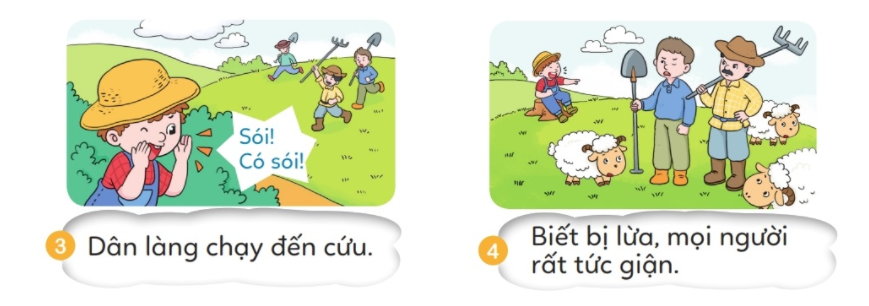 Sói!
Có sói!
3 Dân làng chạy đến cứu.
4 Biết bị lừa, mọi người
rất tức giận.